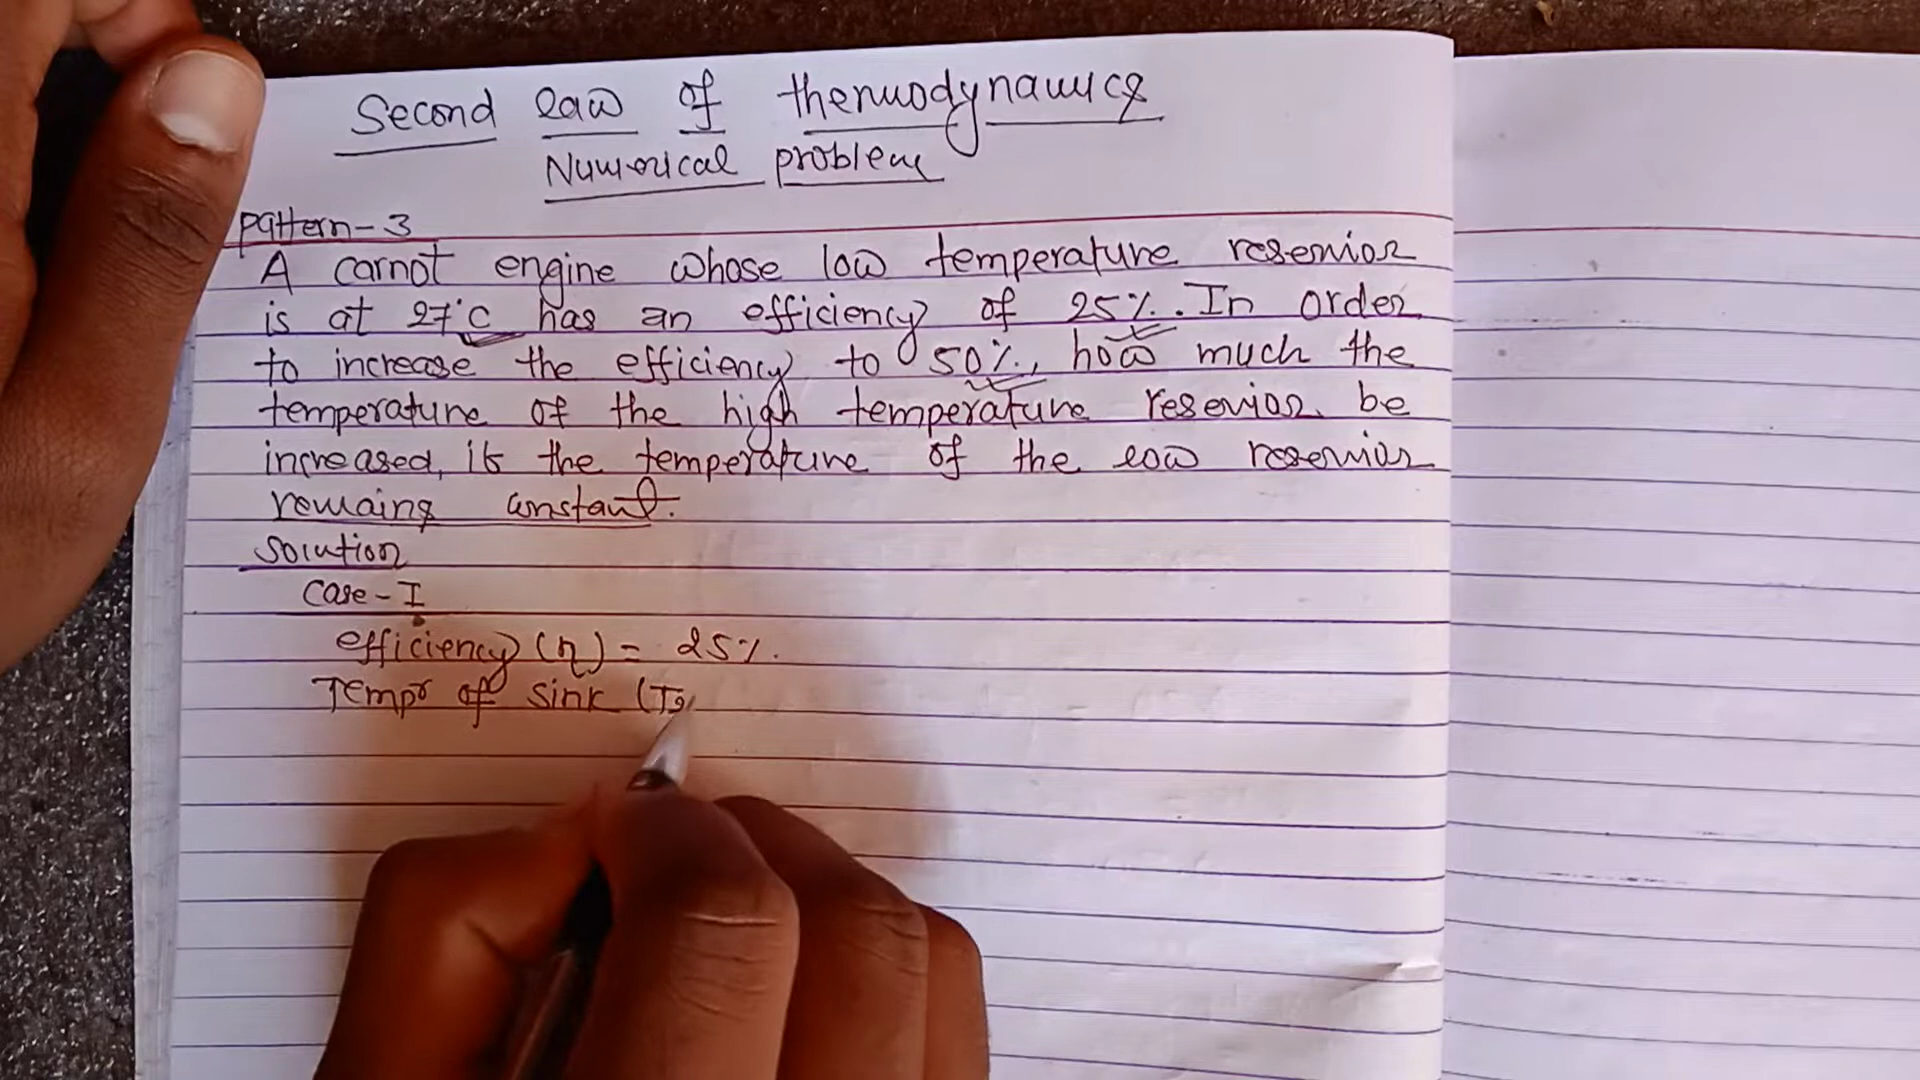 Second law of thermodynamics
Numerical problem
pattern-3
A carnot engine whose low temperature reservior
is at 27°C has an efficiency of 25%. In order
to increase the efficiency to 50%, how much the
temperature of the high temperature resevior be
increased, if the temperature of the low reservior
remains constant.
Solution
Case-I
efficiency (η) = 25%.
Tempr of sink (T2